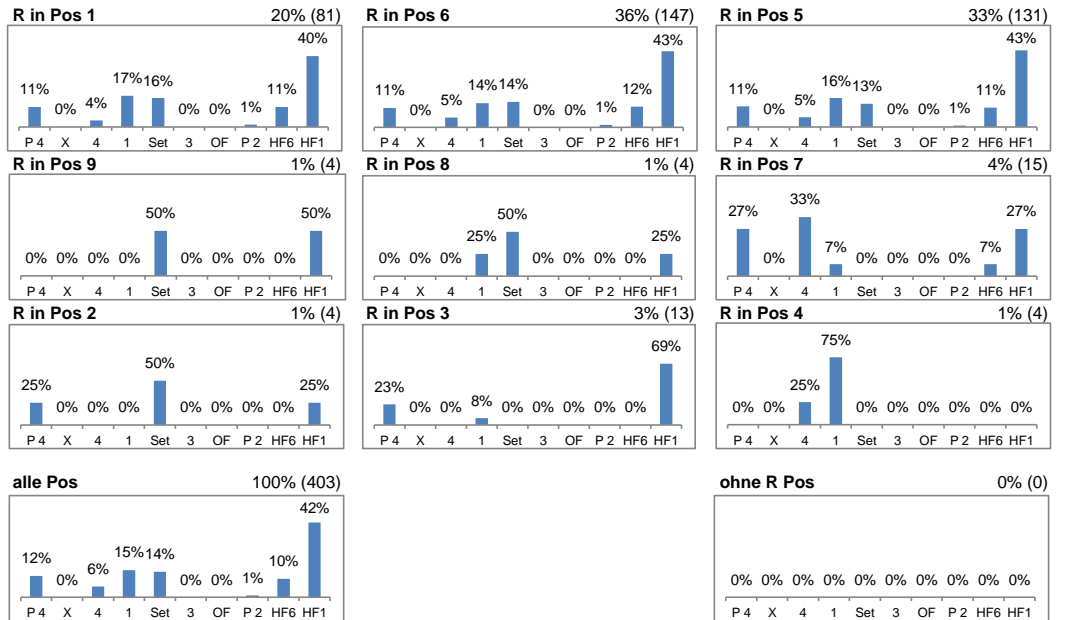 R in Pos 1 20% (81)
11% 0% 4% 17% 16% 0% 0% 1% 11% 40%
P 4 X 4 1 Set 3 OF P 2 HF6 HF1
R in Pos 6 36% (147)
11% 0% 5% 14% 14% 0% 0% 1% 12% 43%
P 4 X 4 1 Set 3 OF P 2 HF6 HF1
R in Pos 5 33% (131)
11% 0% 5% 16% 13% 0% 0% 1% 11% 43%
P 4 X 4 1 Set 3 OF P 2 HF6 HF1
R in Pos 9 1% (4)
0% 0% 0% 0% 50% 0% 0% 0% 0% 50%
P 4 X 4 1 Set 3 OF P 2 HF6 HF1
R in Pos 8 1% (4)
0% 0% 0% 25% 50% 0% 0% 0% 0% 25%
P 4 X 4 1 Set 3 OF P 2 HF6 HF1
R in Pos 7 4% (15)
27% 0% 33% 7% 0% 0% 0% 0% 7% 27%
P 4 X 4 1 Set 3 OF P 2 HF6 HF1
R in Pos 2 1% (4)
25% 0% 0% 0% 50% 0% 0% 0% 0% 25%
P 4 X 4 1 Set 3 OF P 2 HF6 HF1
R in Pos 3 3% (13)
23% 0% 0% 8% 0% 0% 0% 0% 0% 69%
P 4 X 4 1 Set 3 OF P 2 HF6 HF1
R in Pos 4 1% (4)
0% 0% 25% 75% 0% 0% 0% 0% 0% 0%
P 4 X 4 1 Set 3 OF P 2 HF6 HF1
alle Pos 100% (403)
12% 0% 6% 15% 14% 0% 0% 1% 10% 42%
P 4 X 4 1 Set 3 OF P 2 HF6 HF1
ohne R Pos 0% (0)
0% 0% 0% 0% 0% 0% 0% 0% 0% 0%
P 4 X 4 1 Set 3 OF P 2 HF6 HF1